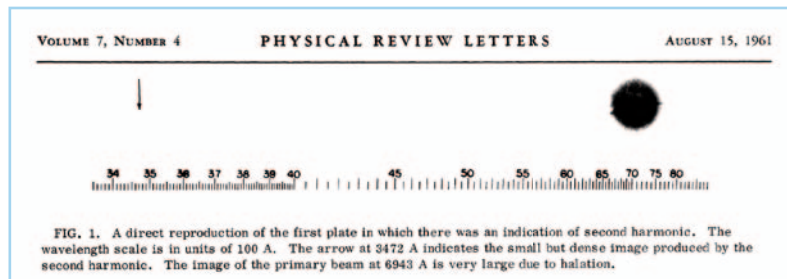 VOLUME 7, NUMBER 4 PHYSICAL REVIEW LETTERS AUGUST 15, 1961
34 35 36 37 38 39 40 45 50 55 60 65 70 75 80
FIG. 1. A direct reproduction of the first plate in which there was an indication of second harmonic. The
wavelength scale is in units of 100 A. The arrow at 3472 A indicates the small but dense image produced by the
second harmonic. The image of the primary beam at 6943 A is very large due to halation.